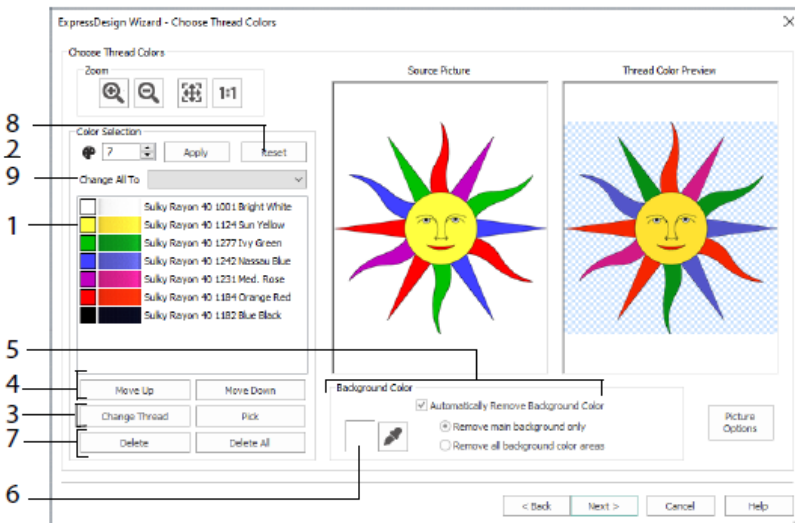 ExpressDesign Wizard - Choose Thread Colors
Choose Thread Colors
Zoom
1:1
Source Picture
Thread Color Preview
8
Color Selection
2
7
Apply
Reset
9
Change All To
1
Sulky Rayon 40 1001 Bright White
Sulky Rayon 40 1124 Sun Yellow
Sulky Rayon 40 1277 Ivy Green
Sulky Rayon 40 1242 Nassau Blue
Sulky Rayon 40 1231 Med. Rose
Sulky Rayon 40 1184 Orange Red
Sulky Rayon 40 1182 Blue Black
5
4
Move Up
Move Down
3
Change Thread
Pick
7
Delete
Delete All
Background Color
Automatically Remove Background Color
Remove main background only
Remove all background color areas
Picture
Options
6
< Back
Next >
Cancel
Help